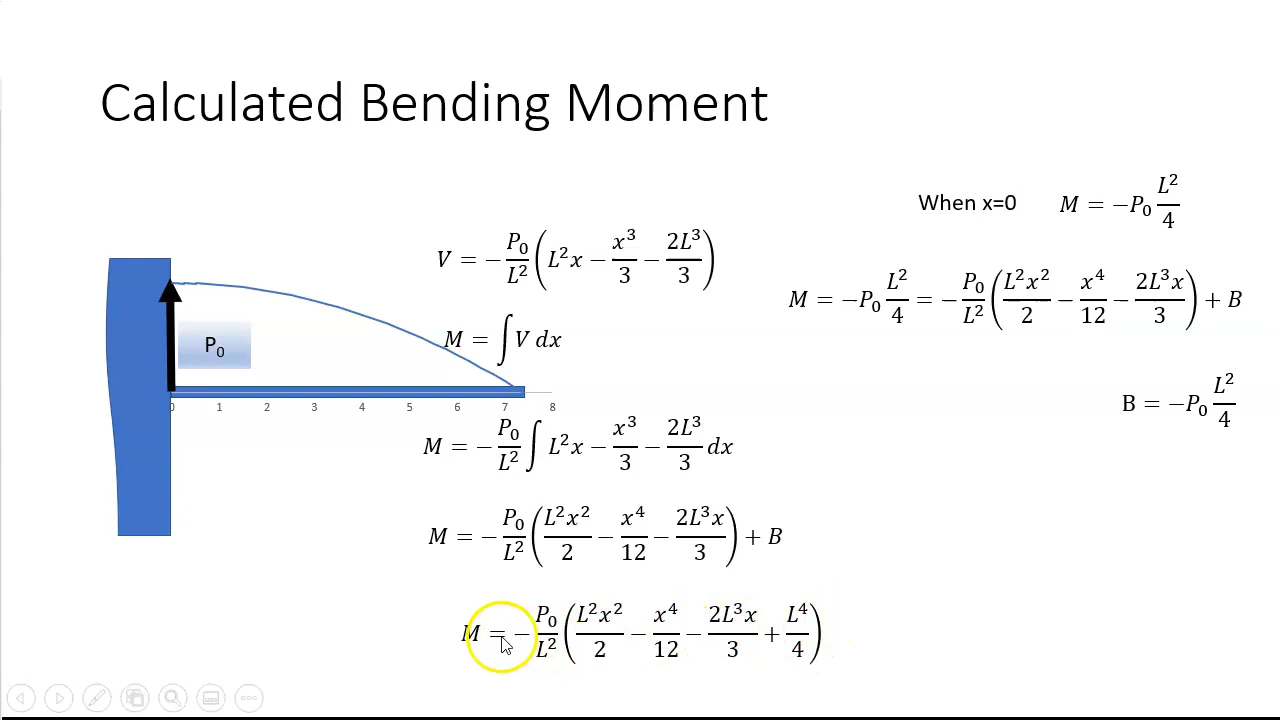 Calculated Bending Moment
When x=0 M = −P₀ L²/4
V = −P₀/L² (L²x − x³/3 − 2L³/3)
M = −P₀ L²/4 = −P₀/L² (L²x²/2 − x⁴/12 − 2L³x/3) + B
P₀
M = ∫ V dx
0 1 2 3 4 5 6 7 8
B = −P₀ L²/4
M = −P₀/L² ∫ L²x − x³/3 − 2L³/3 dx
M = −P₀/L² (L²x²/2 − x⁴/12 − 2L³x/3) + B
M = −P₀/L² (L²x²/2 − x⁴/12 − 2L³x/3 + L⁴/4)